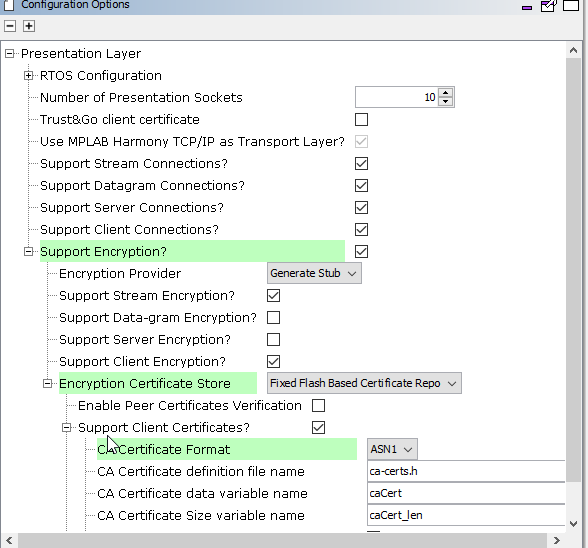 Configuration Options
Presentation Layer
RTOS Configuration
Number of Presentation Sockets 10
Trust&Go client certificate
Use MPLAB Harmony TCP/IP as Transport Layer?
Support Stream Connections?
Support Datagram Connections?
Support Server Connections?
Support Client Connections?
Support Encryption?
Encryption Provider Generate Stub
Support Stream Encryption?
Support Data-gram Encryption?
Support Server Encryption?
Support Client Encryption?
Encryption Certificate Store Fixed Flash Based Certificate Repo
Enable Peer Certificates Verification
Support Client Certificates?
CA Certificate Format ASN1
CA Certificate definition file name ca-certs.h
CA Certificate data variable name caCert
CA Certificate Size variable name caCert_len